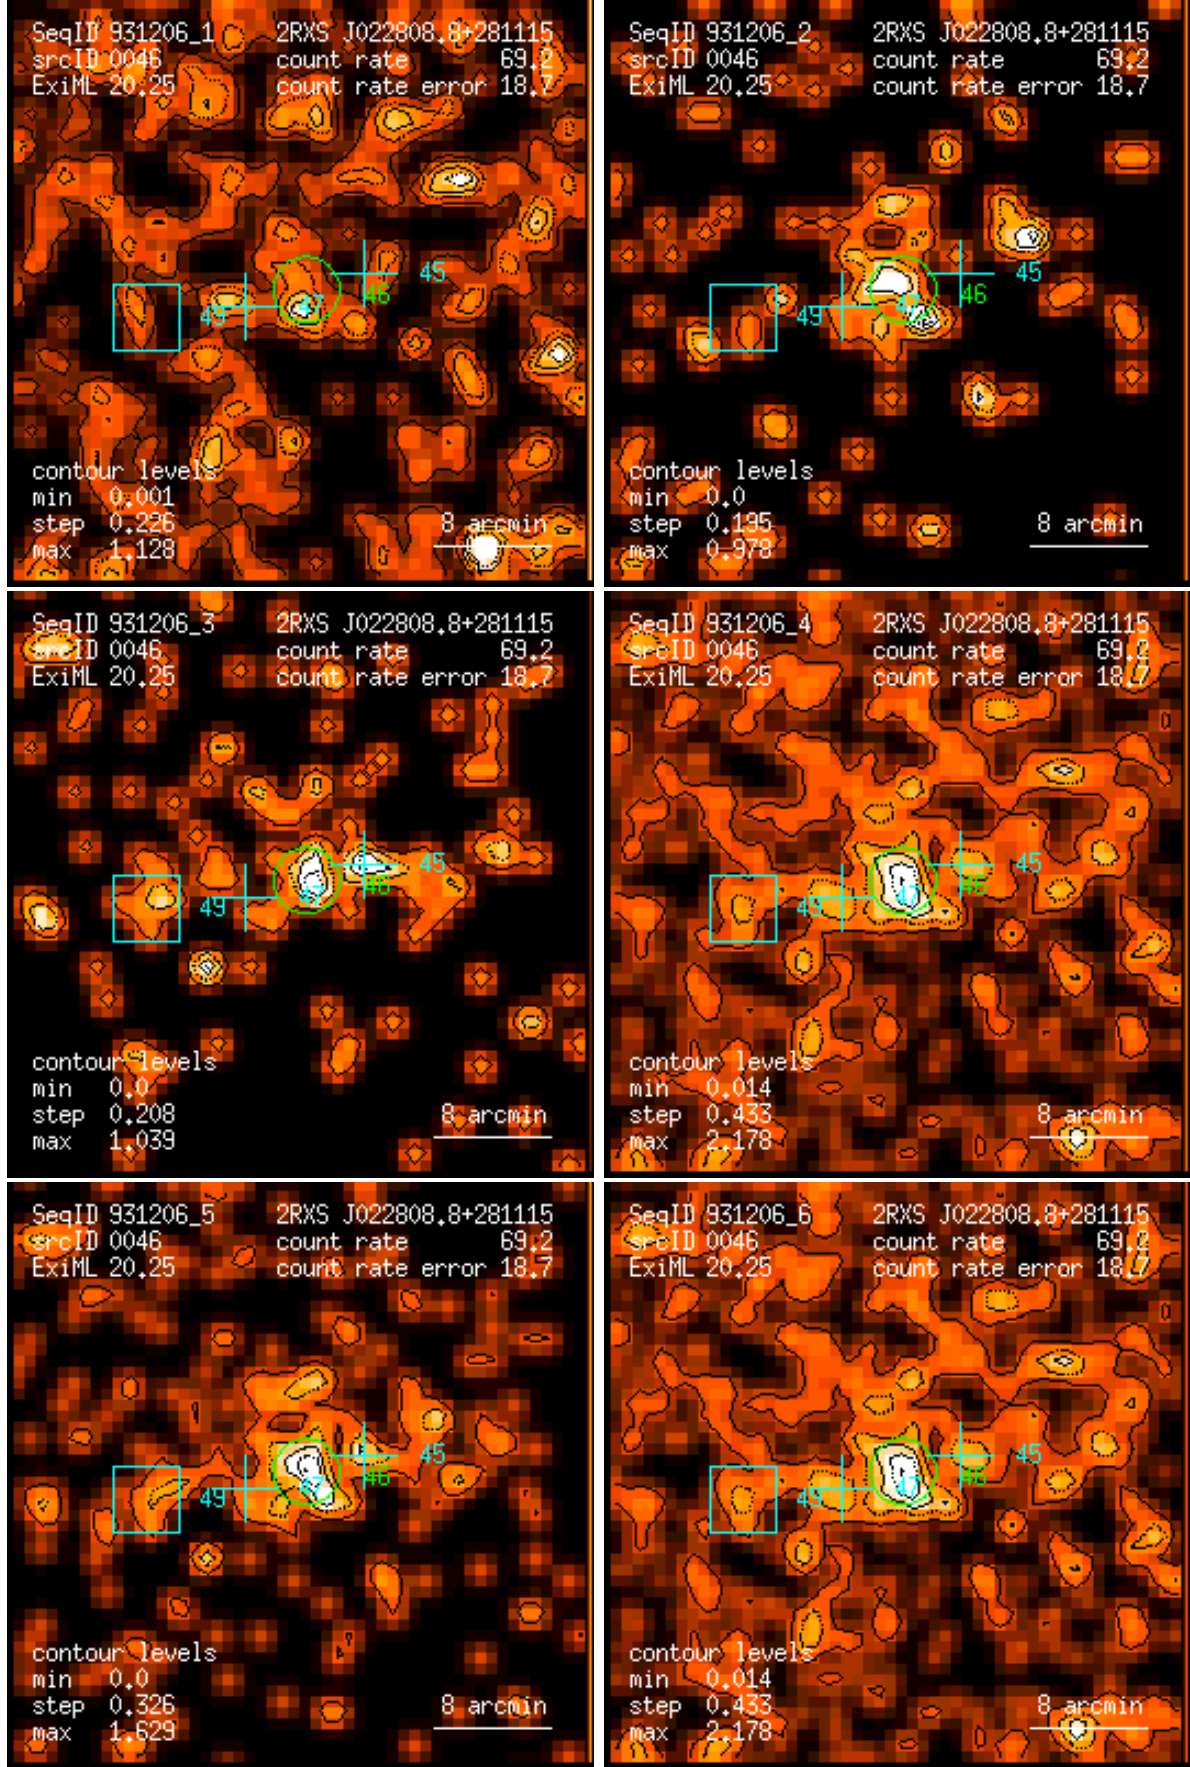 SeqID 931206_1 2RXS J022808.8+281115
srcID 0046 count rate 69.2
ExiML 20.25 count rate error 18.7
45
46
49 47
contour levels
min 0.001
step 0.226 8 arcmin
max 1.128
SeqID 931206_2 2RXS J022808.8+281115
srcID 0046 count rate 69.2
ExiML 20.25 count rate error 18.7
45
46
49 47
contour levels
min 0.0
step 0.195 8 arcmin
max 0.978
SeqID 931206_3 2RXS J022808.8+281115
srcID 0046 count rate 69.2
ExiML 20.25 count rate error 18.7
45
46
49 47
contour levels
min 0.0
step 0.208 8 arcmin
max 1.039
SeqID 931206_4 2RXS J022808.8+281115
srcID 0046 count rate 69.2
ExiML 20.25 count rate error 18.7
45
46
49 47
contour levels
min 0.014
step 0.433 8 arcmin
max 2.178
SeqID 931206_5 2RXS J022808.8+281115
srcID 0046 count rate 69.2
ExiML 20.25 count rate error 18.7
45
46
49 47
contour levels
min 0.0
step 0.326 8 arcmin
max 1.629
SeqID 931206_6 2RXS J022808.8+281115
srcID 0046 count rate 69.2
ExiML 20.25 count rate error 18.7
45
46
49 47
contour levels
min 0.014
step 0.433 8 arcmin
max 2.178